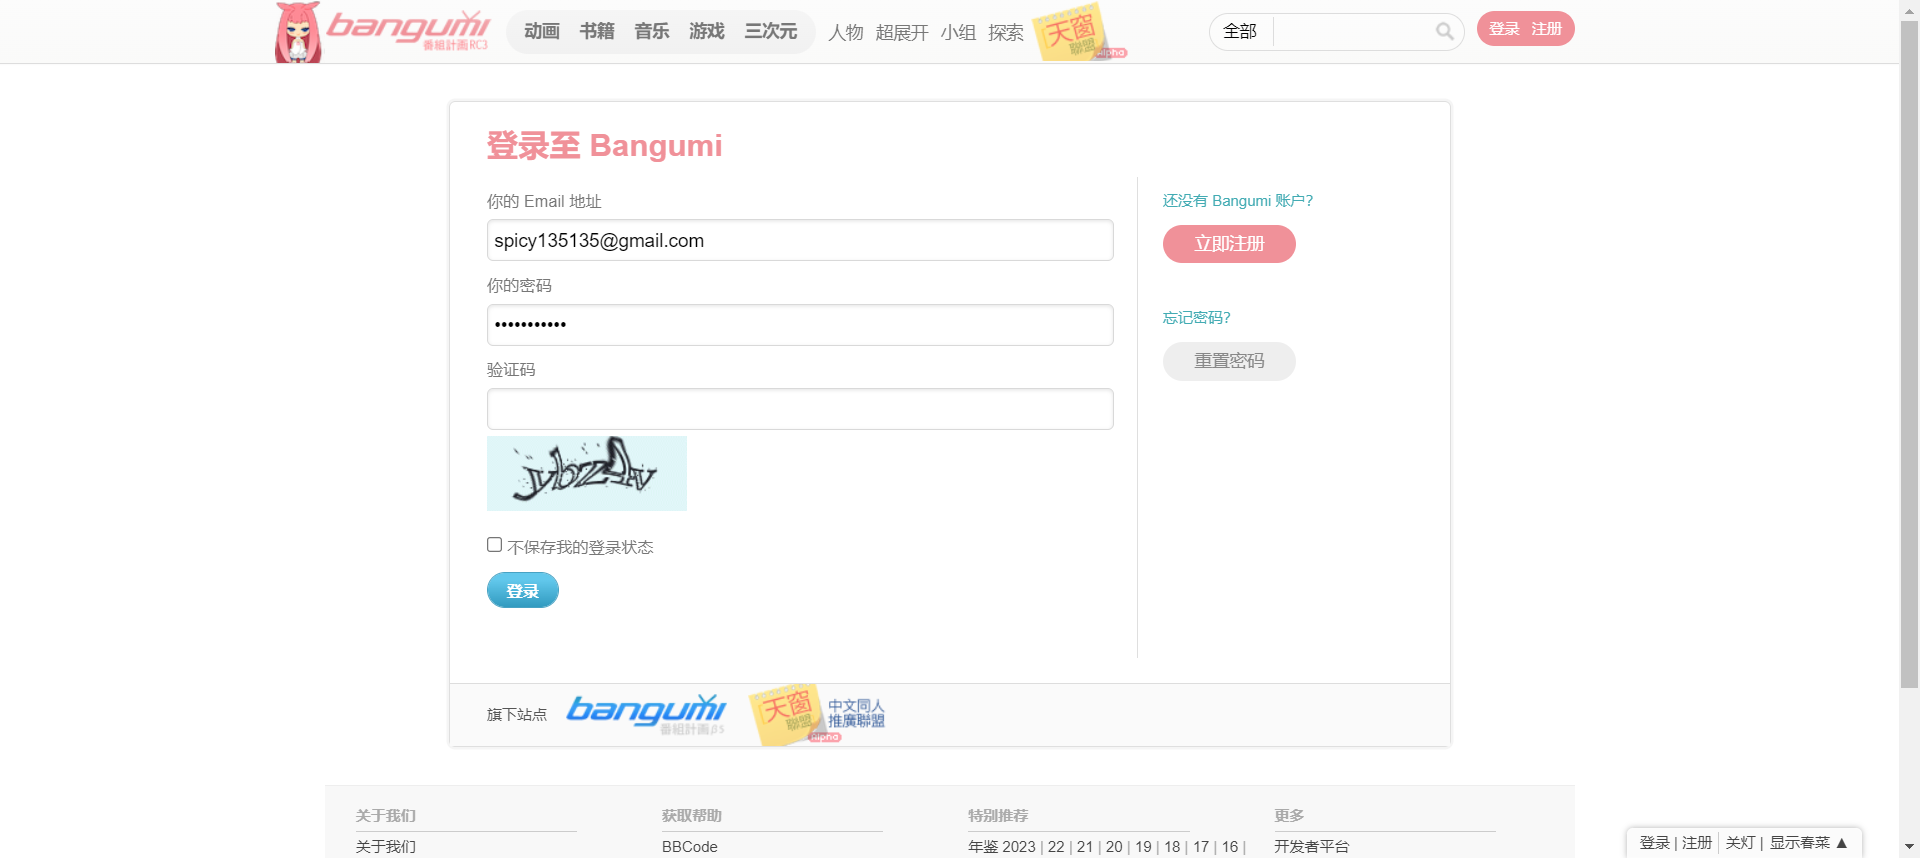 bangumi
番組計画RC3
动画 书籍 音乐 游戏 三次元
人物 超展开 小组 探索
天窗
聯盟
Alpha
全部
登录 注册
登录至 Bangumi
你的 Email 地址
spicy135135@gmail.com
你的密码
•••••••••••
验证码
不保存我的登录状态
登录
还没有 Bangumi 账户?
立即注册
忘记密码?
重置密码
旗下站点
bangumi
番組計画β5
天窗
聯盟
Alpha
中文同人
推廣聯盟
关于我们 获取帮助 特别推荐 更多
关于我们 BBCode 年鉴 2023 | 22 | 21 | 20 | 19 | 18 | 17 | 16 | 开发者平台
登录 | 注册 | 关灯 | 显示春菜 ▲